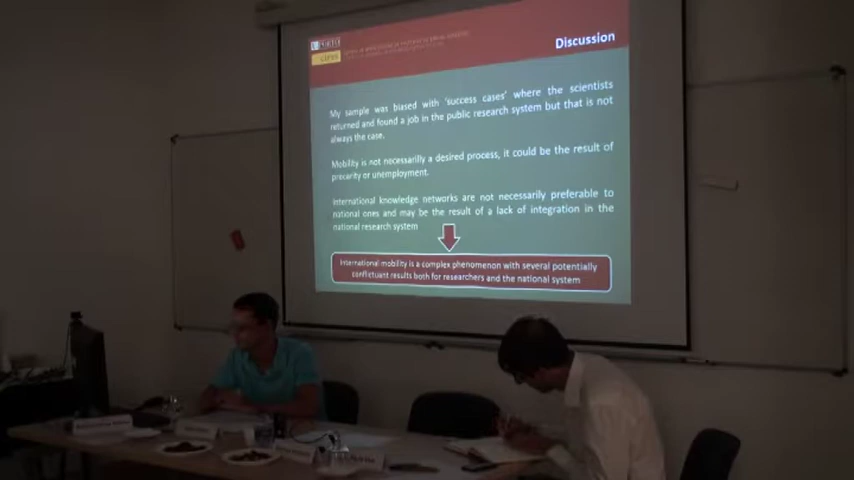 U.PORTO
CIPES
Discussion
My sample was biased with 'success cases' where the scientists
returned and found a job in the public research system but that is not
always the case.
Mobility is not necessarilly a desired process, it could be the result of
precarity or unemployment.
International knowledge networks are not necessarily preferable to
national ones and may be the result of a lack of integration in the
national research system
International mobility is a complex phenomenon with several potentially
conflictuant results both for researchers and the national system